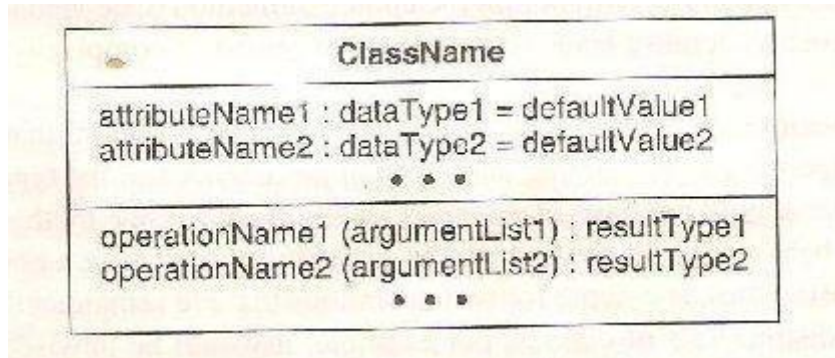 ClassName
attributeName1 : dataType1 = defaultValue1
attributeName2 : dataType2 = defaultValue2
• • •
operationName1 (argumentList1) : resultType1
operationName2 (argumentList2) : resultType2
• • •